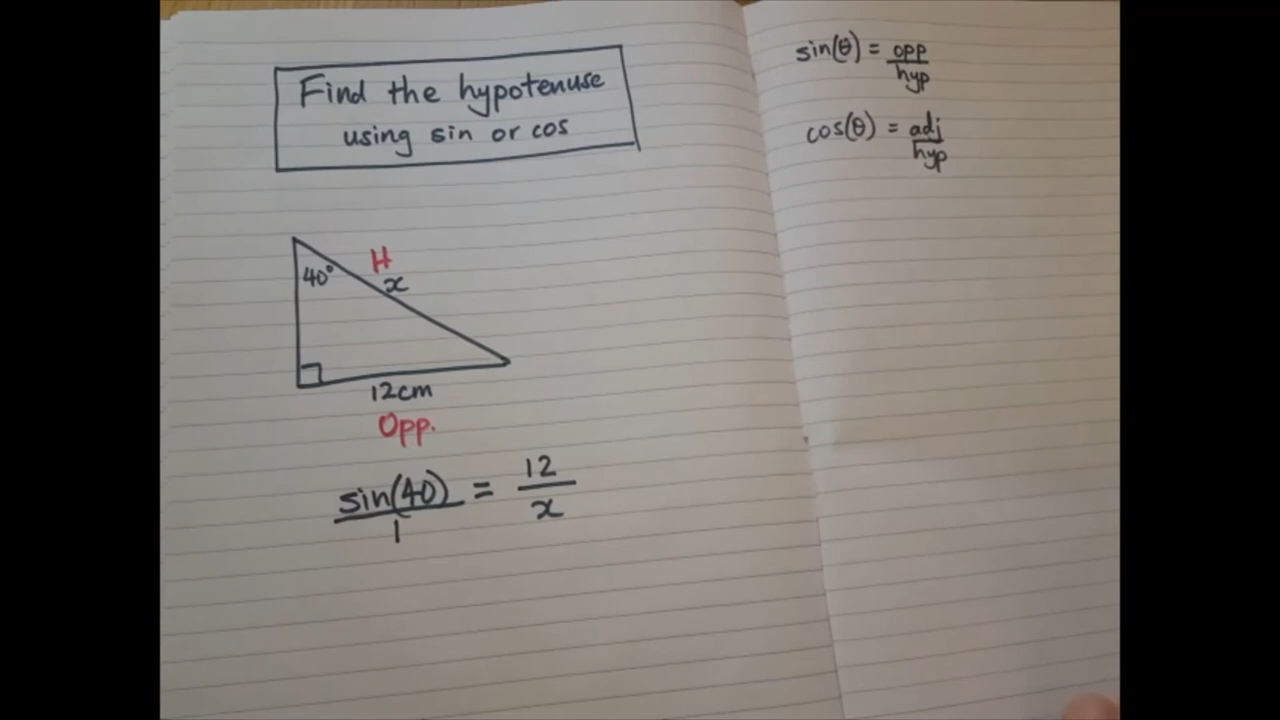 Find the hypotenuse
using sin or cos
sin(θ) = opp
hyp
cos(θ) = adj
hyp
40°
H
x
12cm
Opp.
sin(40) = 12
1 x